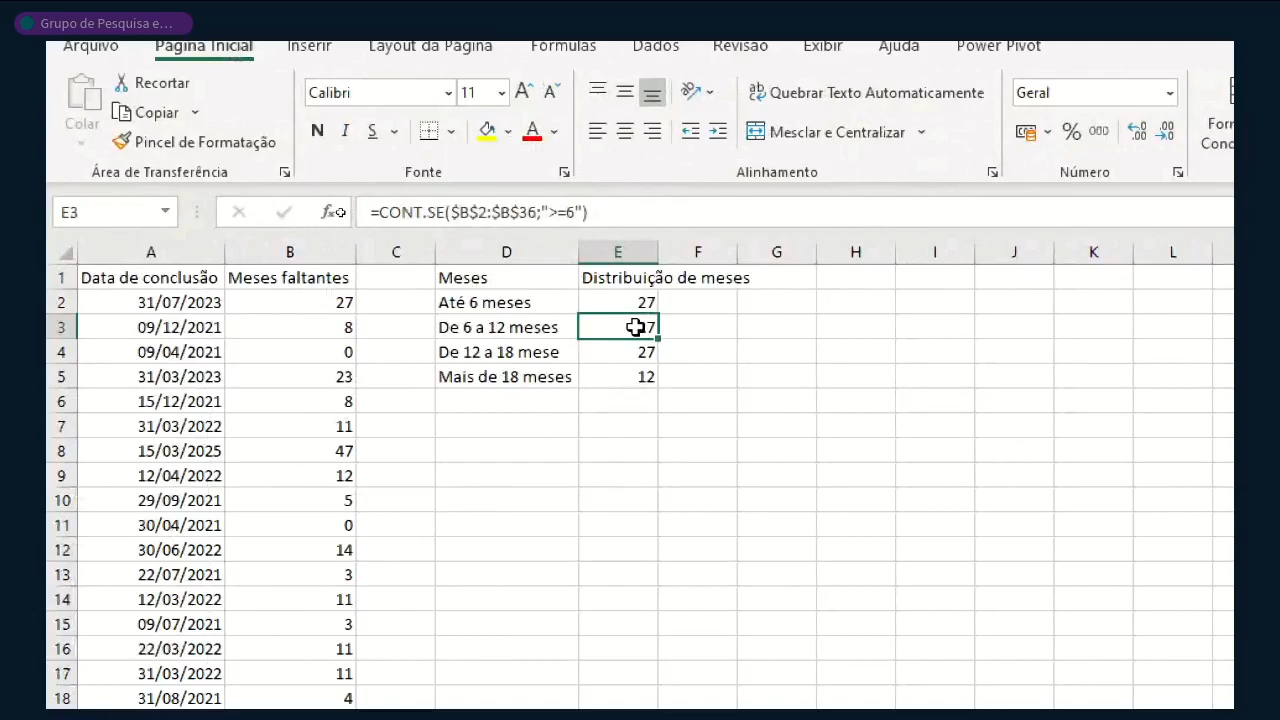 Grupo de Pesquisa e...
Arquivo Página Inicial Inserir Layout da Página Fórmulas Dados Revisão Exibir Ajuda Power Pivot
Recortar
Copiar
Pincel de Formatação
Colar
Área de Transferência
Calibri 11
N I S
Fonte
Quebrar Texto Automaticamente
Mesclar e Centralizar
Alinhamento
Geral
% 000
Número
Form
Conc
E3 fx =CONT.SE($B$2:$B$36;">=6")
A B C D E F G H I J K L
1 Data de conclusão Meses faltantes Meses Distribuição de meses
2 31/07/2023 27 Até 6 meses 27
3 09/12/2021 8 De 6 a 12 meses
4 09/04/2021 0 De 12 a 18 mese 27
5 31/03/2023 23 Mais de 18 meses 12
6 15/12/2021 8
7 31/03/2022 11
8 15/03/2025 47
9 12/04/2022 12
10 29/09/2021 5
11 30/04/2021 0
12 30/06/2022 14
13 22/07/2021 3
14 12/03/2022 11
15 09/07/2021 3
16 22/03/2022 11
17 31/03/2022 11
18 31/08/2021 4